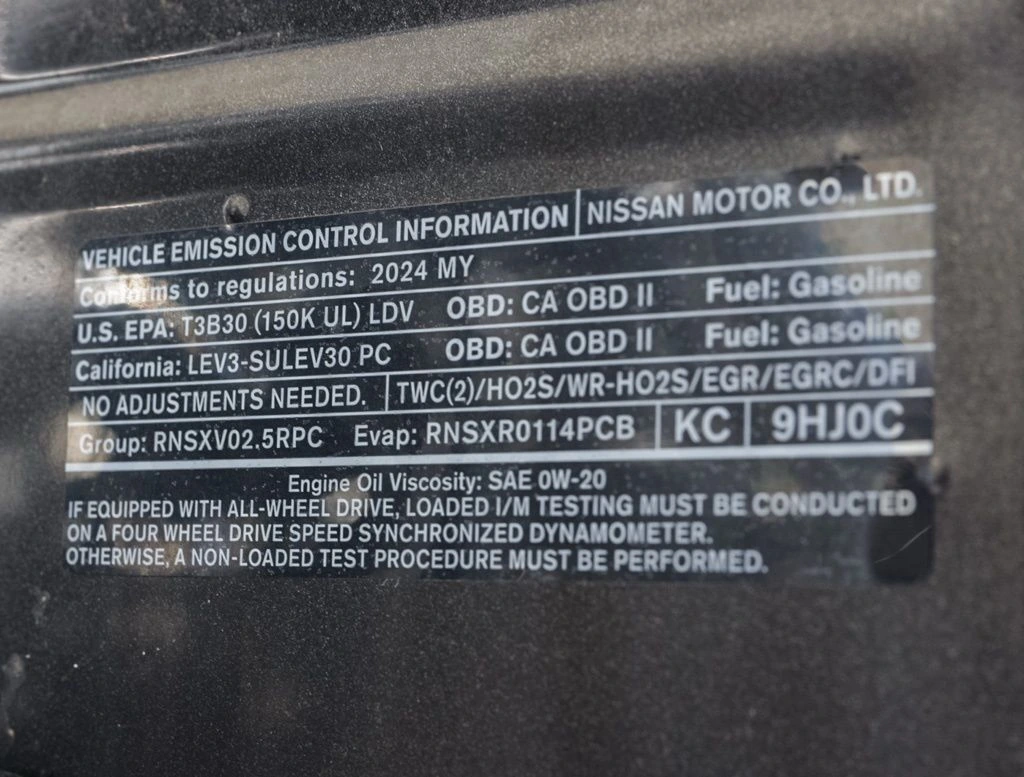 VEHICLE EMISSION CONTROL INFORMATION NISSAN MOTOR CO., LTD.
Conforms to regulations: 2024 MY
U.S. EPA: T3B30 (150K UL) LDV OBD: CA OBD II Fuel: Gasoline
California: LEV3-SULEV30 PC OBD: CA OBD II Fuel: Gasoline
NO ADJUSTMENTS NEEDED. TWC(2)/HO2S/WR-HO2S/EGR/EGRC/DFI
Group: RNSXV02.5RPC Evap: RNSXR0114PCB KC 9HJ0C
Engine Oil Viscosity: SAE 0W-20
IF EQUIPPED WITH ALL-WHEEL DRIVE, LOADED I/M TESTING MUST BE CONDUCTED
ON A FOUR WHEEL DRIVE SPEED SYNCHRONIZED DYNAMOMETER.
OTHERWISE, A NON-LOADED TEST PROCEDURE MUST BE PERFORMED.